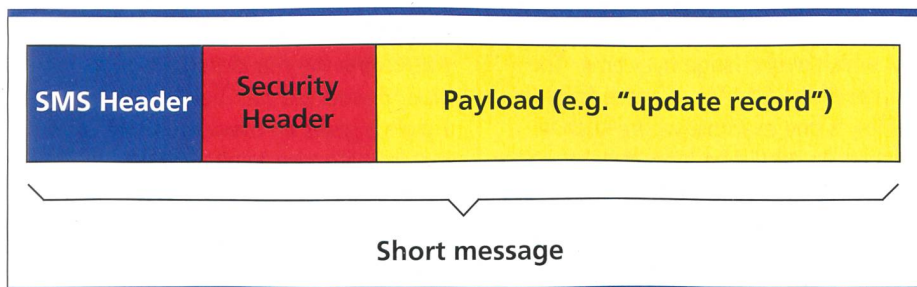 SMS Header
Security
Header
Payload (e.g. “update record”)
Short message